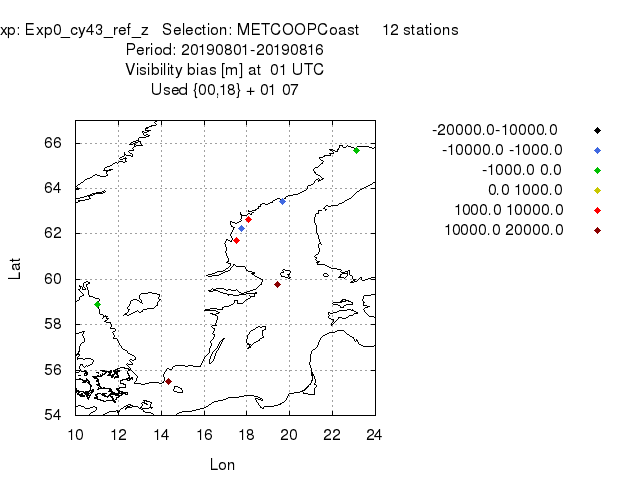 xp: Exp0_cy43_ref_z Selection: METCOOPCoast 12 stations
Period: 20190801-20190816
Visibility bias [m] at 01 UTC
Used {00,18} + 01 07
-20000.0-10000.0
-10000.0 -1000.0
-1000.0 0.0
0.0 1000.0
1000.0 10000.0
10000.0 20000.0
66
64
62
60
58
56
54
Lat
10 12 14 16 18 20 22 24
Lon